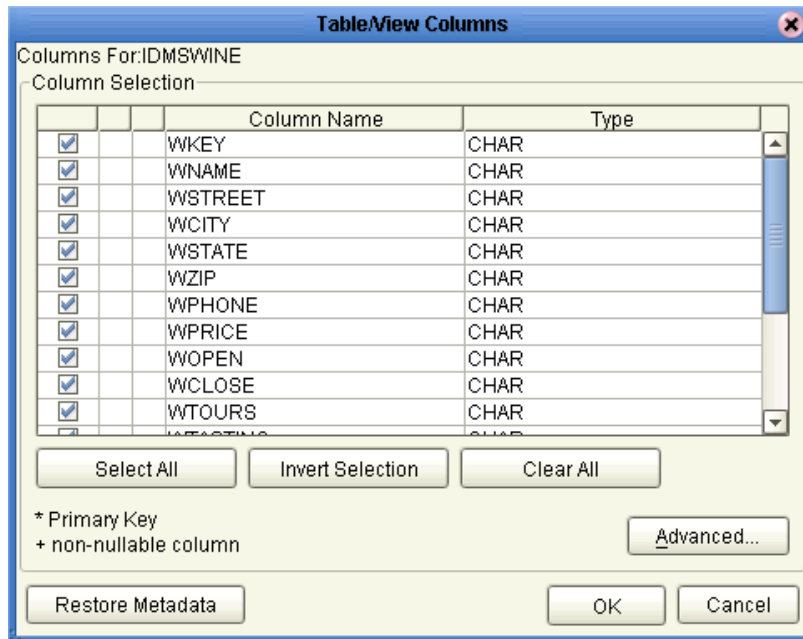 Table/View Columns
Columns For:IDMSWINE
Column Selection
Column Name Type
WKEY CHAR
WNAME CHAR
WSTREET CHAR
WCITY CHAR
WSTATE CHAR
WZIP CHAR
WPHONE CHAR
WPRICE CHAR
WOPEN CHAR
WCLOSE CHAR
WTOURS CHAR
Select All Invert Selection Clear All
* Primary Key
+ non-nullable column
Advanced...
Restore Metadata OK Cancel